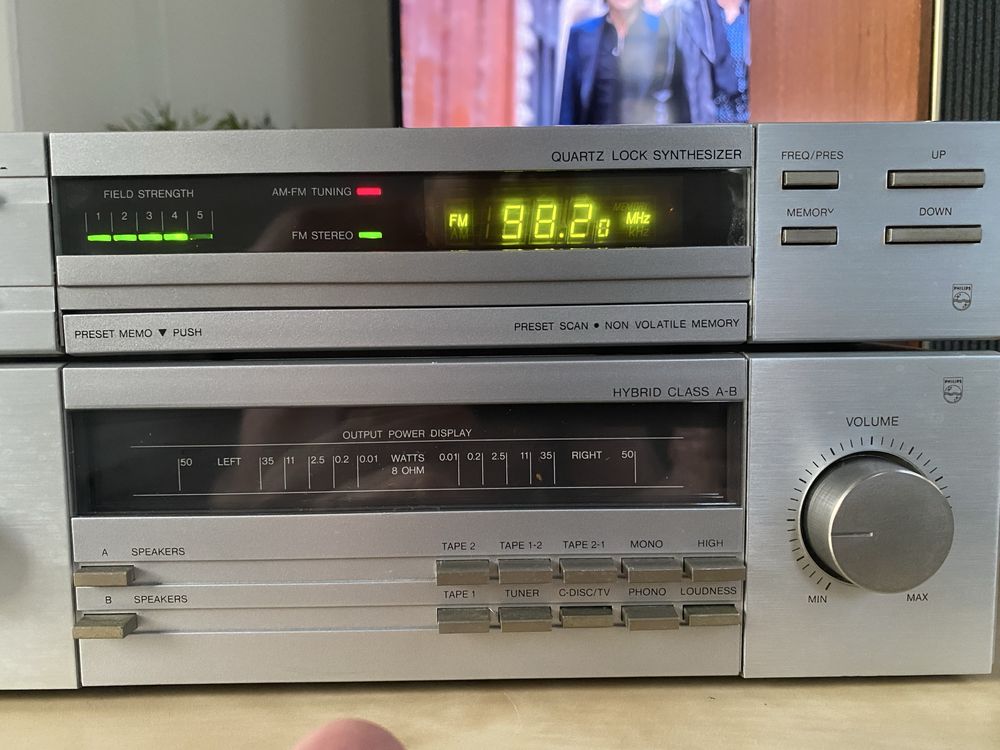 QUARTZ LOCK SYNTHESIZER
FREQ/PRES UP
FIELD STRENGTH AM-FM TUNING
1 2 3 4 5
FM 98.20 MHz
MEMORY DOWN
FM STEREO
PHILIPS
PRESET MEMO ▼ PUSH PRESET SCAN • NON VOLATILE MEMORY
HYBRID CLASS A-B
PHILIPS
VOLUME
OUTPUT POWER DISPLAY
50 LEFT 35 11 2.5 0.2 0.01 WATTS 0.01 0.2 2.5 11 35 RIGHT 50
8 OHM
A SPEAKERS TAPE 2 TAPE 1-2 TAPE 2-1 MONO HIGH
B SPEAKERS TAPE 1 TUNER C-DISC/TV PHONO LOUDNESS
MIN MAX